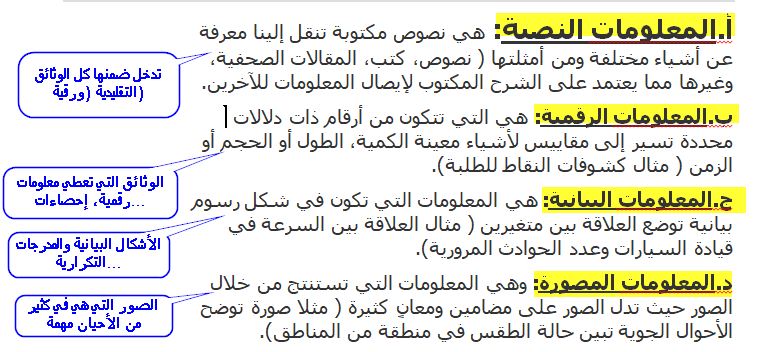 أ.المعلومات النصية: هي نصوص مكتوبة تنقل إلينا معرفة
عن أشياء مختلفة ومن أمثلتها ( نصوص، كتب، المقالات الصحفية،
وغيرها مما يعتمد على الشرح المكتوب لإيصال المعلومات للآخرين.
تدخل ضمنها كل الوثائق
التقليدية (ورقية)
ب.المعلومات الرقمية: هي التي تتكون من أرقام ذات دلالات
محددة تسير إلى مقاييس لأشياء معينة الكمية، الطول أو الحجم أو
الزمن ( مثال كشوفات النقاط للطلبة).
الوثائق التي تعطي معلومات
رقمية، إحصاءات...
ج.المعلومات البيانية: هي المعلومات التي تكون في شكل رسوم
بيانية توضع العلاقة بين متغيرين ( مثال العلاقة بين السرعة في
قيادة السيارات وعدد الحوادث المرورية).
الأشكال البيانية والمدرجات
التكرارية...
د.المعلومات المصورة: وهي المعلومات التي تستنتج من خلال
الصور حيث تدل الصور على مضامين ومعانٍ كثيرة ( مثلا صورة توضح
الأحوال الجوية تبين حالة الطقس في منطقة من المناطق).
الصور التي هي في كثير
من الأحيان مهمة